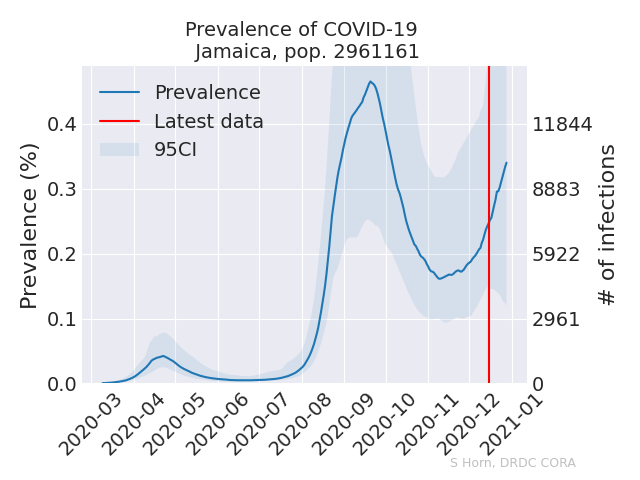 Prevalence of COVID-19
Jamaica, pop. 2961161
Prevalence
Latest data
95CI
Prevalence (%)
0.4
0.3
0.2
0.1
0.0
11844
8883
5922
2961
0
# of infections
2020-03
2020-04
2020-05
2020-06
2020-07
2020-08
2020-09
2020-10
2020-11
2020-12
2021-01
S Horn, DRDC CORA